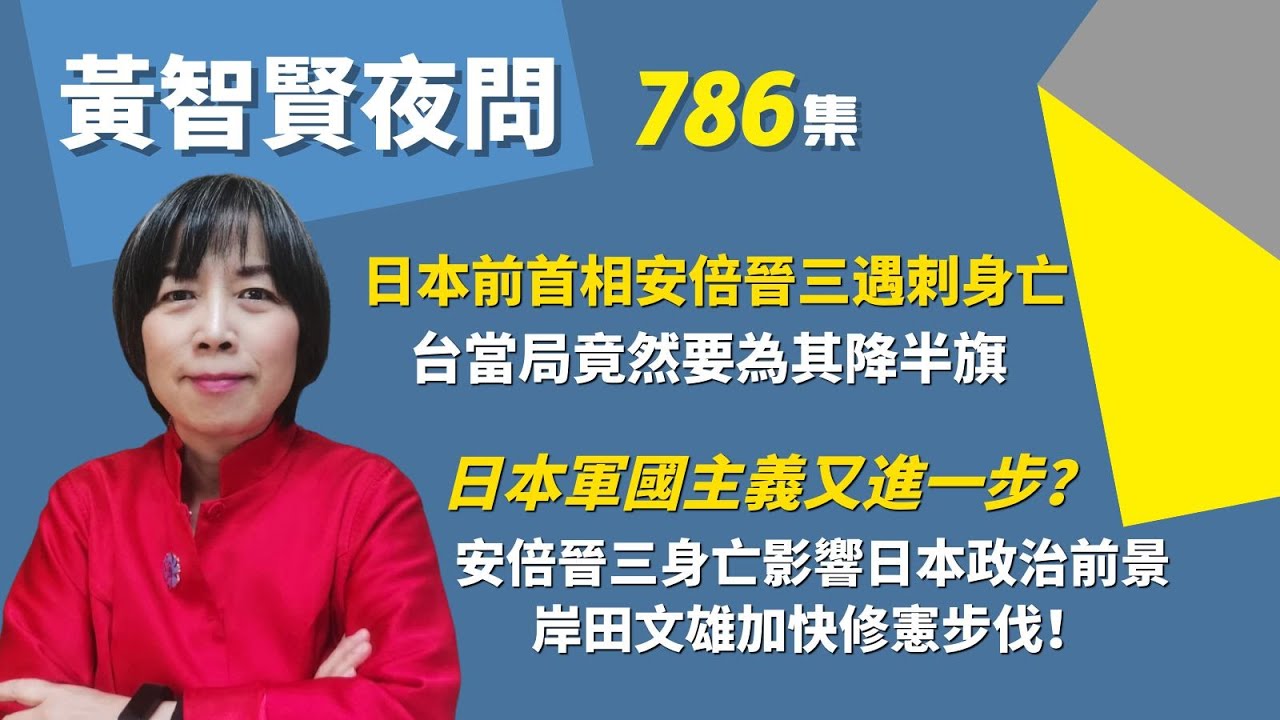 黃智賢夜問 786集
日本前首相安倍晉三遇刺身亡
台當局竟然要為其降半旗
日本軍國主義又進一步？
安倍晉三身亡影響日本政治前景
岸田文雄加快修憲步伐！